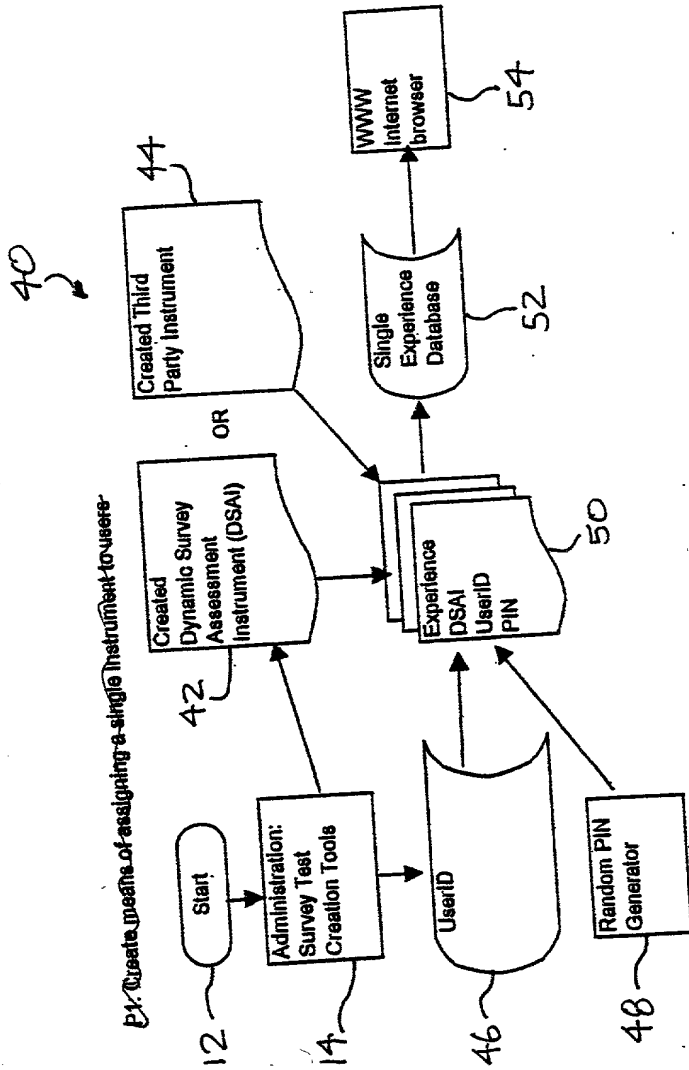 40
P1. Create means of assigning a single instrument to users
12
Start
14
Administration:
Survey Test
Creation Tools
42
Created
Dynamic Survey
Assessment
Instrument (DSAI)
OR
44
Created Third
Party Instrument
46
UserID
48
Random PIN
Generator
50
Experience
DSAI
UserID
PIN
52
Single
Experience
Database
54
WWW
Internet
browser